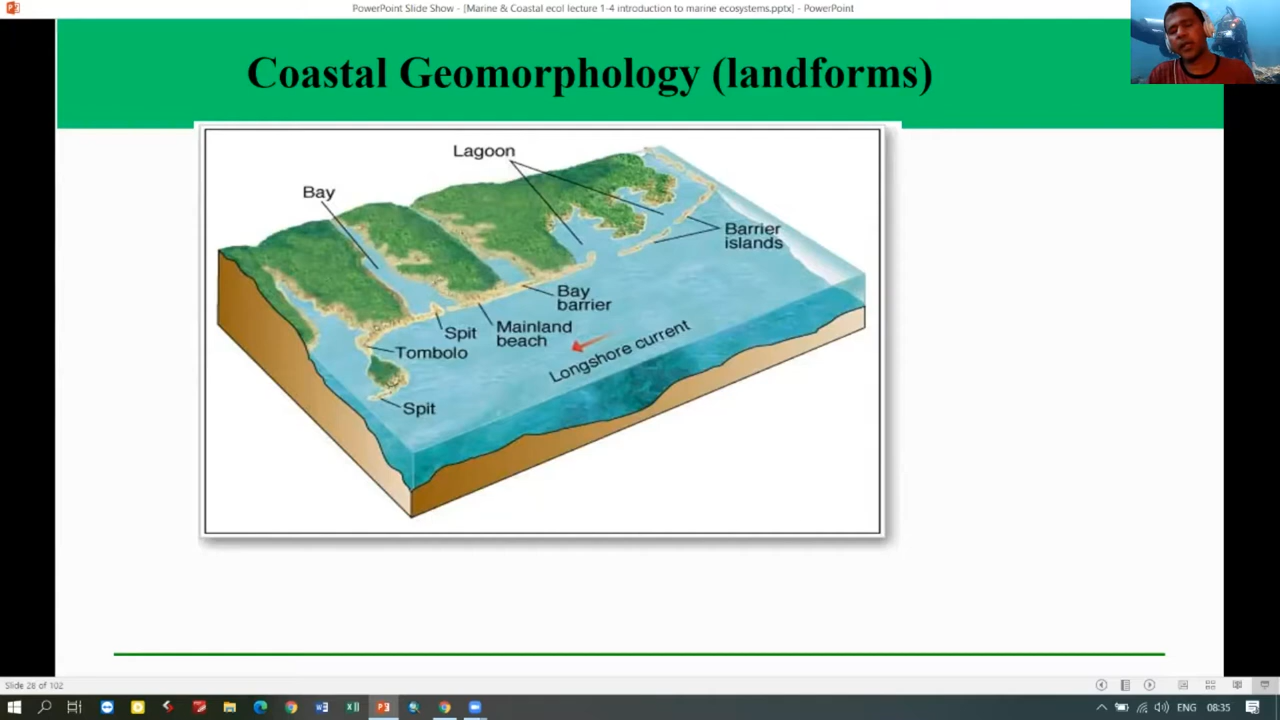 PowerPoint Slide Show - [Marine & Coastal ecol lecture 1-4 introduction to marine ecosystems.pptx] - PowerPoint
Coastal Geomorphology (landforms)
Lagoon
Bay
Barrier
islands
Bay
barrier
Spit
Mainland
beach
Longshore current
Tombolo
Spit
Slide 28 of 102
ENG
08:35